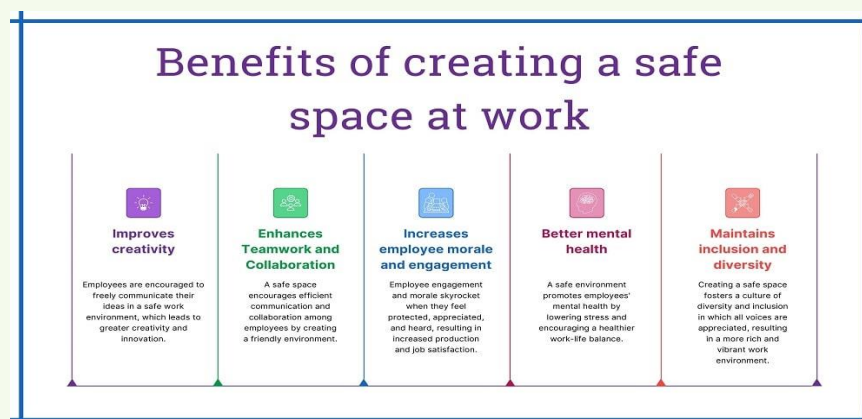 Benefits of creating a safe
space at work
Improves
creativity
Employees are encouraged to
freely communicate their
ideas in a safe work
environment, which leads to
greater creativity and
innovation.
Enhances
Teamwork and
Collaboration
A safe space
encourages efficient
communication and
collaboration among
employees by creating
a friendly environment.
Increases
employee morale
and engagement
Employee engagement
and morale skyrocket
when they feel
protected, appreciated,
and heard, resulting in
increased production
and job satisfaction.
Better mental
health
A safe environment
promotes employees'
mental health by
lowering stress and
encouraging a healthier
work-life balance.
Maintains
inclusion and
diversity
Creating a safe space
fosters a culture of
diversity and inclusion
in which all voices are
appreciated, resulting
in a more rich and
vibrant work
environment.